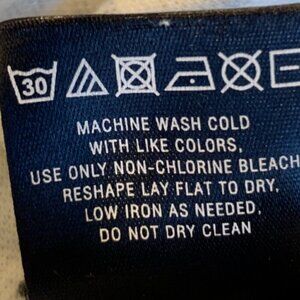 30
MACHINE WASH COLD
WITH LIKE COLORS,
USE ONLY NON-CHLORINE BLEACH
RESHAPE LAY FLAT TO DRY.
LOW IRON AS NEEDED,
DO NOT DRY CLEAN